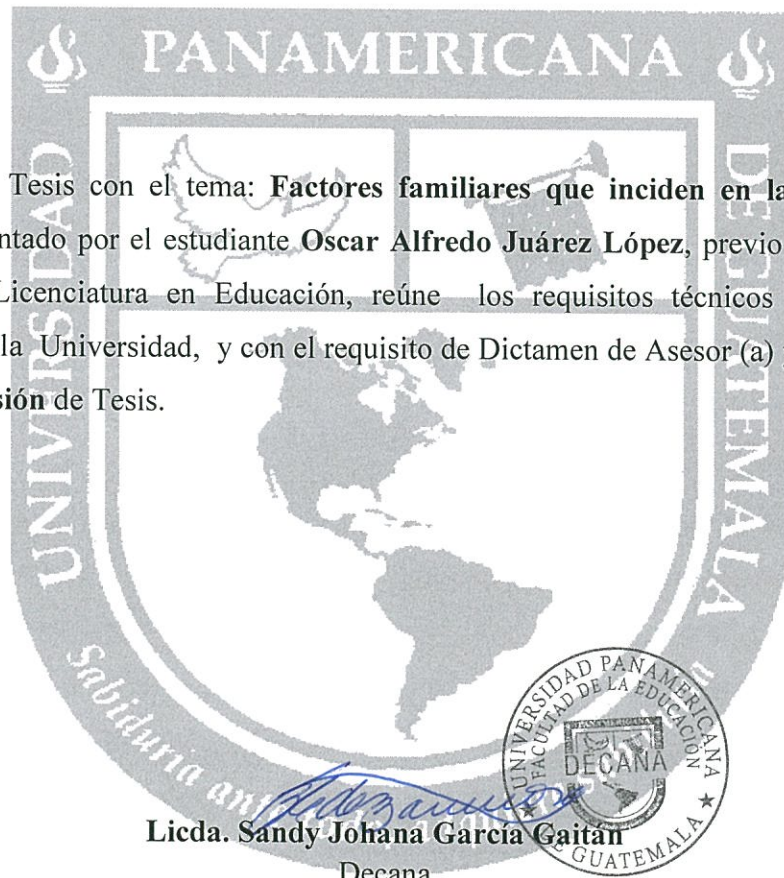 PANAMERICANA
UNIVERSIDAD
DE GUATEMALA
Tesis con el tema: Factores familiares que inciden en la
ntado por el estudiante Oscar Alfredo Juárez López, previo
Licenciatura en Educación, reúne los requisitos técnicos
la Universidad, y con el requisito de Dictamen de Asesor (a)
sión de Tesis.
Sabiduría
UNIVERSIDAD PANAMERICANA
FACULTAD DE LA EDUCACIÓN
DECANA
DE GUATEMALA
Licda. Sandy Johana García Gaitán
Decana